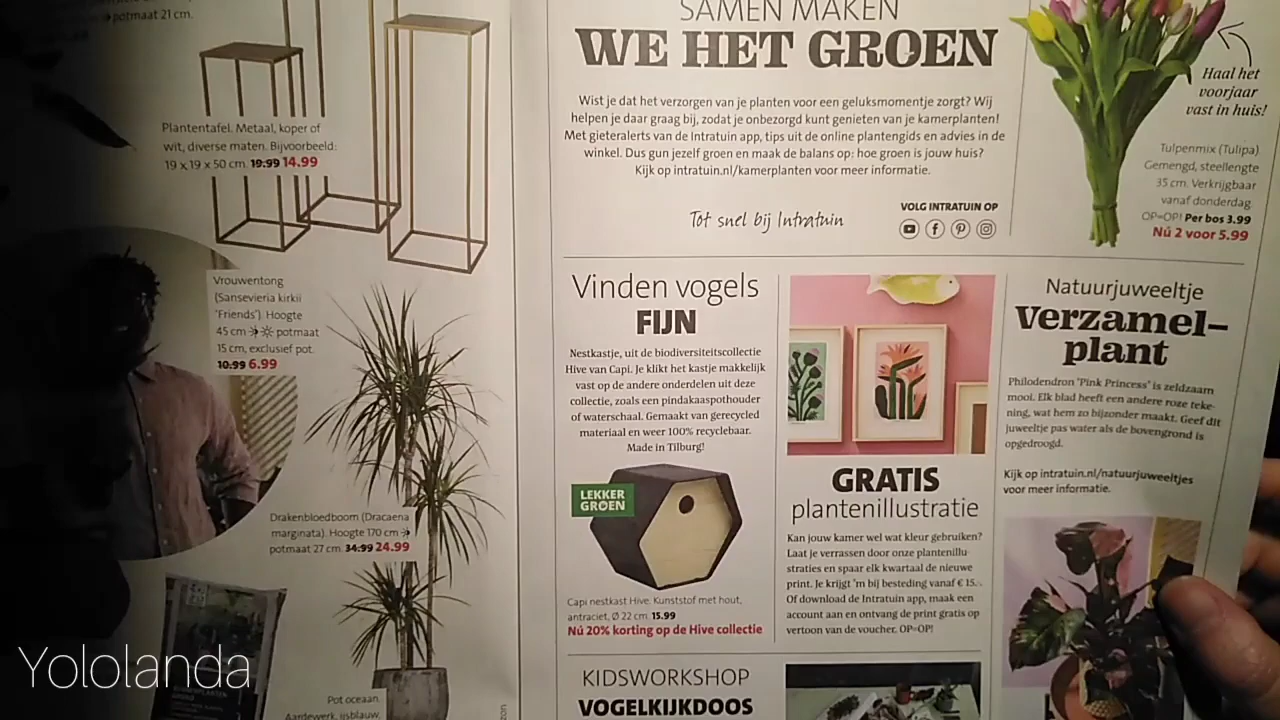 potmaat 21 cm.
Plantentafel. Metaal, koper of
wit, diverse maten. Bijvoorbeeld:
19 x 19 x 50 cm. 19.99 14.99
Vrouwentong
(Sansevieria kirkii
'Friends'). Hoogte
45 cm potmaat
15 cm, exclusief pot.
10.99 6.99
Drakenbloedboom (Dracaena
marginata). Hoogte 170 cm
potmaat 27 cm. 34.99 24.99
Pot oceaan.
Aardewerk, ijsblauw,
SAMEN MAKEN
WE HET GROEN
Wist je dat het verzorgen van je planten voor een geluksmomentje zorgt? Wij
helpen je daar graag bij, zodat je onbezorgd kunt genieten van je kamerplanten!
Met gieteralerts van de Intratuin app, tips uit de online plantengids en advies in de
winkel. Dus gun jezelf groen en maak de balans op: hoe groen is jouw huis?
Kijk op intratuin.nl/kamerplanten voor meer informatie.
Tot snel bij Intratuin
VOLG INTRATUIN OP
Haal het
voorjaar
vast in huis!
Tulpenmix (Tulipa).
Gemengd, steellengte
35 cm. Verkrijgbaar
vanaf donderdag.
OP=OP! Per bos 3.99
Nú 2 voor 5.99
Vinden vogels
FIJN
Nestkastje, uit de biodiversiteitscollectie
Hive van Capi. Je klikt het kastje makkelijk
vast op de andere onderdelen uit deze
collectie, zoals een pindakaaspothouder
of waterschaal. Gemaakt van gerecycled
materiaal en weer 100% recyclebaar.
Made in Tilburg!
LEKKER
GROEN
Capi nestkast Hive. Kunststof met hout,
antraciet, Ø 22 cm. 15.99
Nú 20% korting op de Hive collectie
KIDSWORKSHOP
VOGELKIJKDOOS
GRATIS
plantenillustratie
Kan jouw kamer wel wat kleur gebruiken?
Laat je verrassen door onze plantenillu-
straties en spaar elk kwartaal de nieuwe
print. Je krijgt 'm bij besteding vanaf € 15.-.
Of download de Intratuin app, maak een
account aan en ontvang de print gratis op
vertoon van de voucher. OP=OP!
Natuurjuweeltje
Verzamel-
plant
Philodendron 'Pink Princess' is zeldzaam
mooi. Elk blad heeft een andere roze teke-
ning, wat hem zo bijzonder maakt. Geef dit
juweeltje pas water als de bovengrond is
opgedroogd.
Kijk op intratuin.nl/natuurjuweeltjes
voor meer informatie.
Yololanda